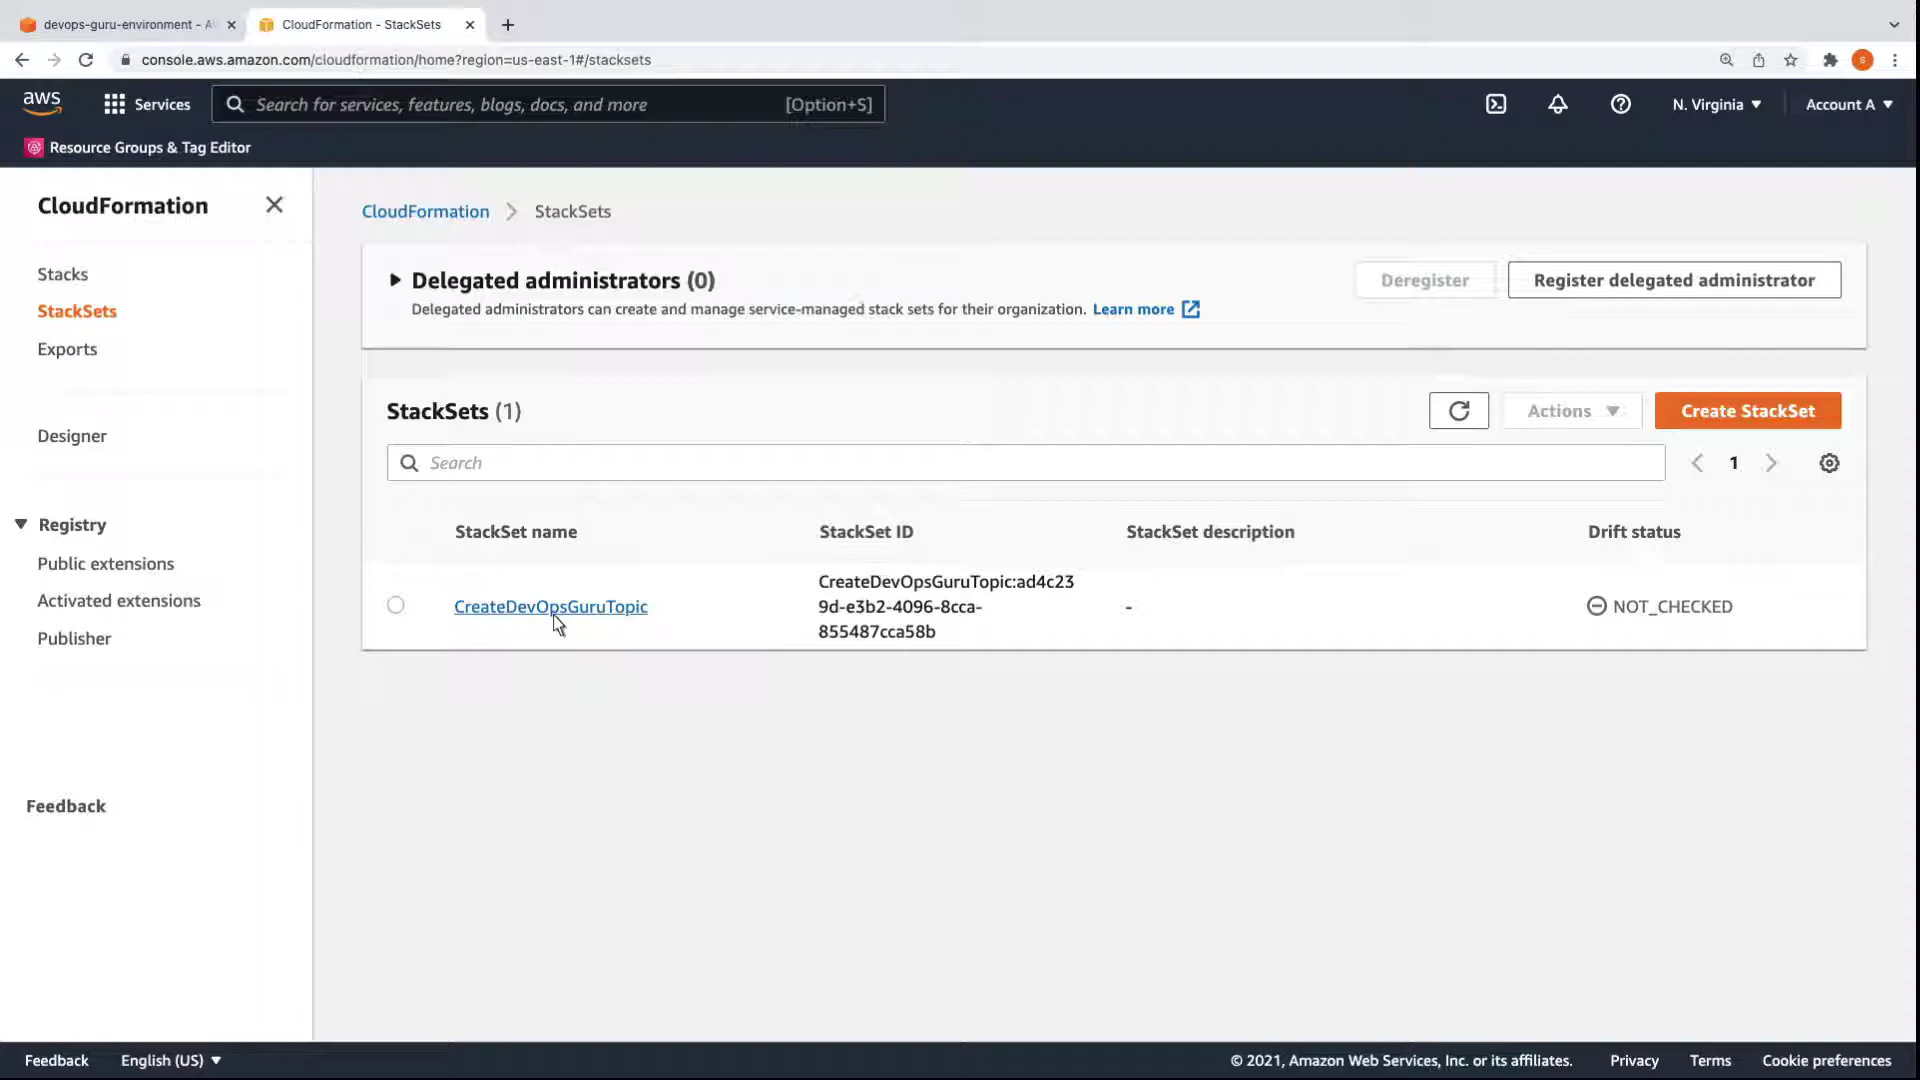 devops-guru-environment - A
CloudFormation - StackSets
console.aws.amazon.com/cloudformation/home?region=us-east-1#/stacksets
S
aws
Services
Search for services, features, blogs, docs, and more
[Option+S]
N. Virginia
Account A
Resource Groups & Tag Editor
CloudFormation
Stacks
StackSets
Exports
Designer
Registry
Public extensions
Activated extensions
Publisher
Feedback
CloudFormation
StackSets
Delegated administrators (0)
Delegated administrators can create and manage service-managed stack sets for their organization. Learn more
Deregister
Register delegated administrator
StackSets (1)
Actions
Create StackSet
Search
1
StackSet name
StackSet ID
StackSet description
Drift status
CreateDevOpsGuruTopic
CreateDevOpsGuruTopic:ad4c23
9d-e3b2-4096-8cca-
855487cca58b
-
NOT_CHECKED
Feedback
English (US)
© 2021, Amazon Web Services, Inc. or its affiliates.
Privacy
Terms
Cookie preferences